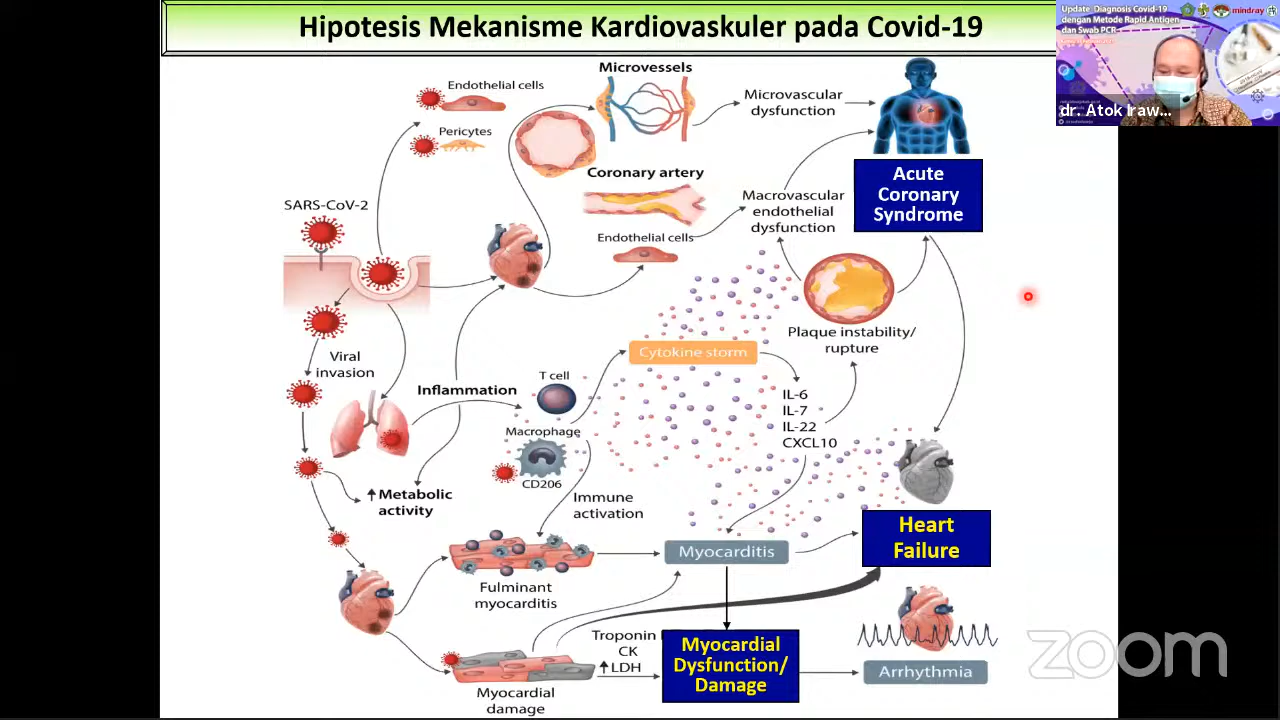 Hipotesis Mekanisme Kardiovaskuler pada Covid-19
Update Diagnosis Covid-19
dengan Metode Rapid Antigen
dan Swab PCR
mindray
dr. Atok Iraw...
Microvessels
Endothelial cells
Pericytes
Microvascular
dysfunction
Coronary artery
SARS-CoV-2
Macrovascular
endothelial
dysfunction
Acute
Coronary
Syndrome
Endothelial cells
Plaque instability/
rupture
Cytokine storm
Viral
invasion
Inflammation
T cell
IL-6
IL-7
IL-22
CXCL10
Macrophage
CD206
Metabolic
activity
Immune
activation
Heart
Failure
Myocarditis
Fulminant
myocarditis
Troponin
CK
LDH
Myocardial
Dysfunction/
Damage
Arrhythmia
Myocardial
damage
zoom